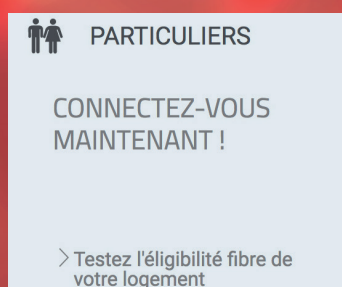 PARTICULIERS
CONNECTEZ-VOUS
MAINTENANT !
Testez l'éligibilité fibre de
votre logement